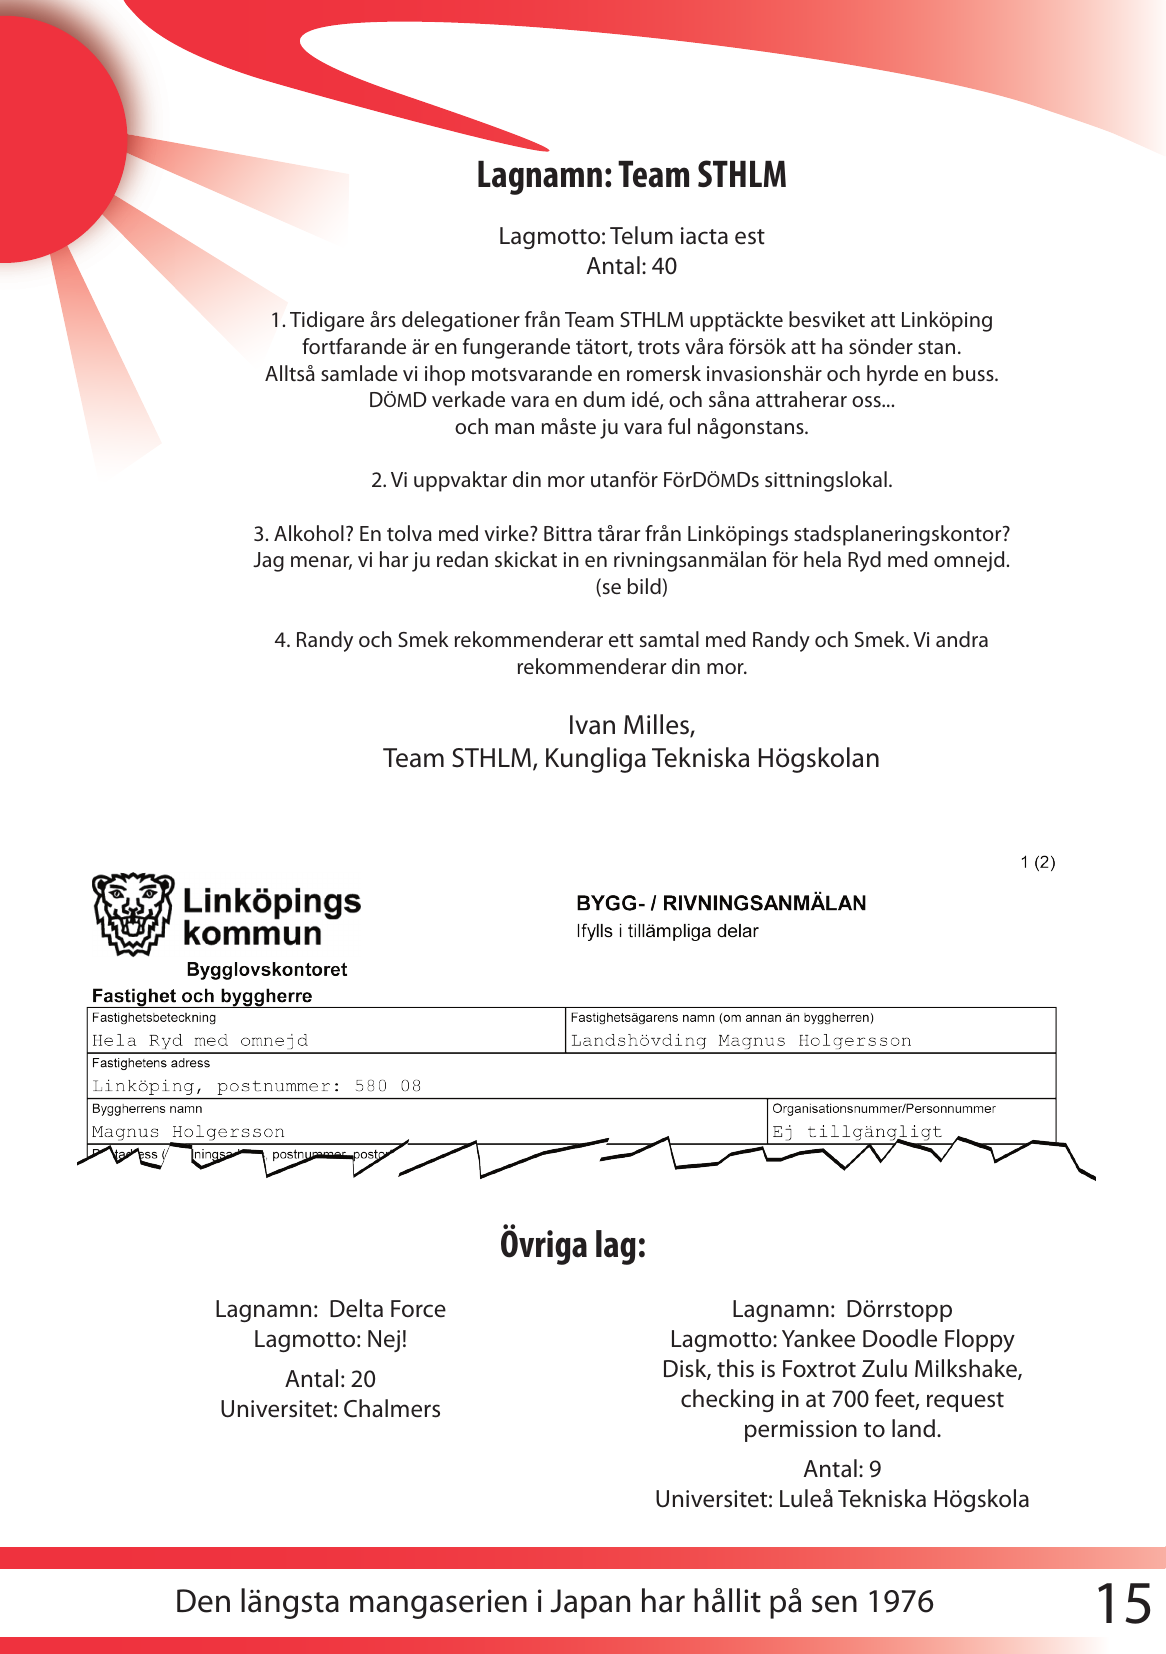 Lagnamn: Team STHLM
Lagmotto: Telum iacta est
Antal: 40
1. Tidigare års delegationer från Team STHLM upptäckte besviket att Linköping
fortfarande är en fungerande tätort, trots våra försök att ha sönder stan.
Alltså samlade vi ihop motsvarande en romersk invasionshär och hyrde en buss.
DÖMD verkade vara en dum idé, och såna attraherar oss...
och man måste ju vara ful någonstans.
2. Vi uppvaktar din mor utanför FörDÖMDs sittningslokal.
3. Alkohol? En tolva med virke? Bittra tårar från Linköpings stadsplaneringskontor?
Jag menar, vi har ju redan skickat in en rivningsanmälan för hela Ryd med omnejd.
(se bild)
4. Randy och Smek rekommenderar ett samtal med Randy och Smek. Vi andra
rekommenderar din mor.
Ivan Milles,
Team STHLM, Kungliga Tekniska Högskolan
1 (2)
Linköpings
kommun
Bygglovskontoret
BYGG- / RIVNINGSANMÄLAN
Ifylls i tillämpliga delar
Fastighet och byggherre
Fastighetsbeteckning
Hela Ryd med omnejd
Fastighetsägarens namn (om annan än byggherren)
Landshövding Magnus Holgersson
Fastighetens adress
Linköping, postnummer: 580 08
Byggherrens namn
Magnus Holgersson
Organisationsnummer/Personnummer
Ej tillgängligt
postnummer
Övriga lag:
Lagnamn: Delta Force
Lagmotto: Nej!
Antal: 20
Universitet: Chalmers
Lagnamn: Dörrstopp
Lagmotto: Yankee Doodle Floppy
Disk, this is Foxtrot Zulu Milkshake,
checking in at 700 feet, request
permission to land.
Antal: 9
Universitet: Luleå Tekniska Högskola
Den längsta mangaserien i Japan har hållit på sen 1976
15